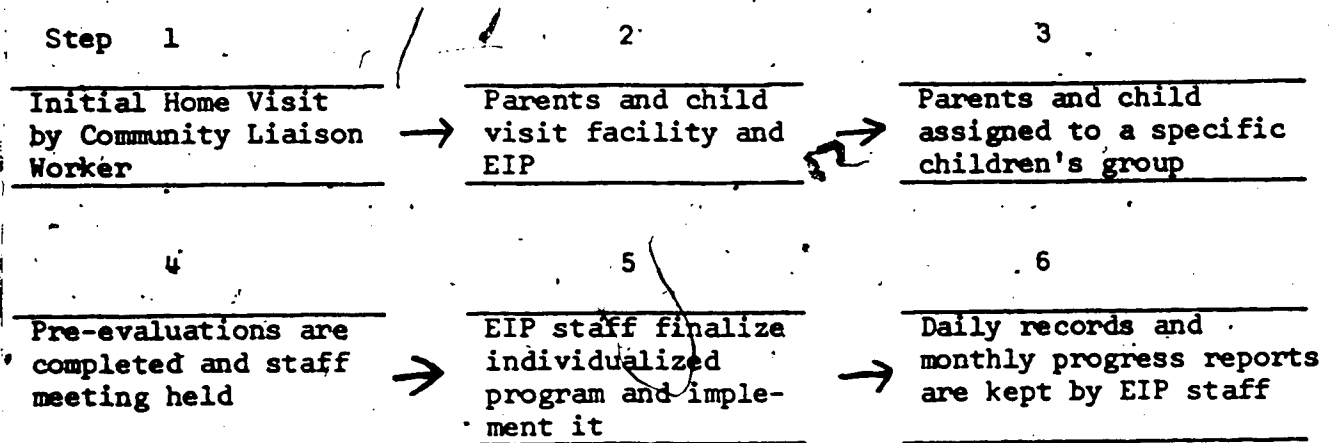 Step 1 2 3
Initial Home Visit
by Community Liaison
Worker
Parents and child
visit facility and
EIP
Parents and child
assigned to a specific
children's group
4 5 6
Pre-evaluations are
completed and staff
meeting held
EIP staff finalize
individualized
program and imple-
ment it
Daily records and
monthly progress reports
are kept by EIP staff